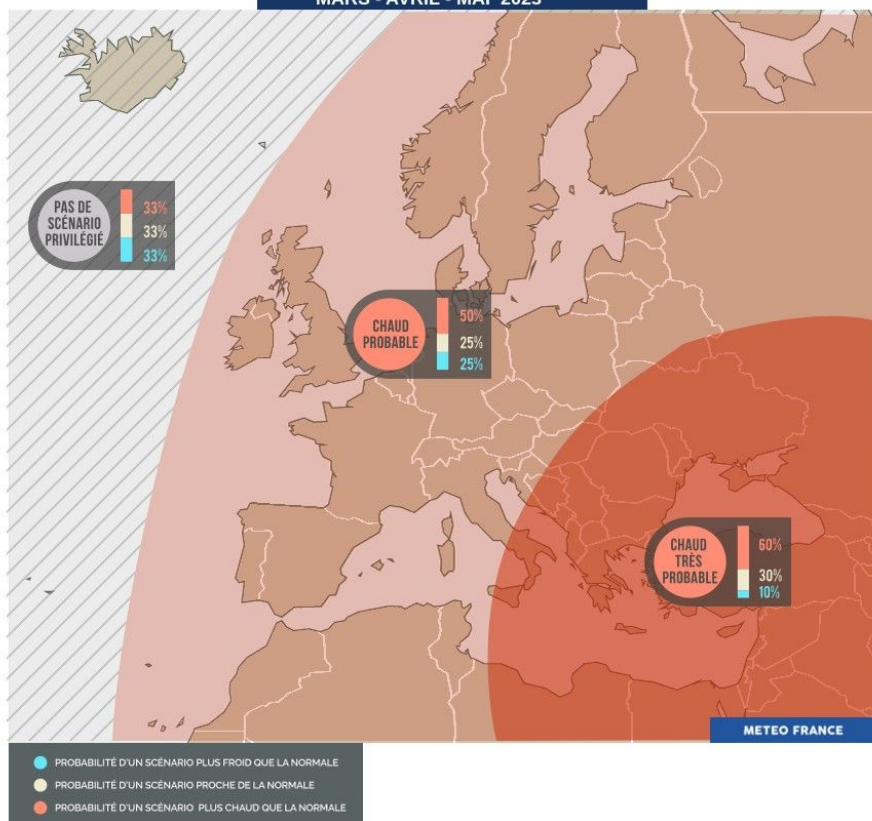 MARS - AVRIL - MAI 2023
PAS DE
SCÉNARIO
PRIVILÉGIÉ
33%
33%
33%
CHAUD
PROBABLE
50%
25%
25%
CHAUD
TRÈS
PROBABLE
60%
30%
10%
METEO FRANCE
PROBABILITÉ D'UN SCÉNARIO PLUS FROID QUE LA NORMALE
PROBABILITÉ D'UN SCÉNARIO PROCHE DE LA NORMALE
PROBABILITÉ D'UN SCÉNARIO PLUS CHAUD QUE LA NORMALE